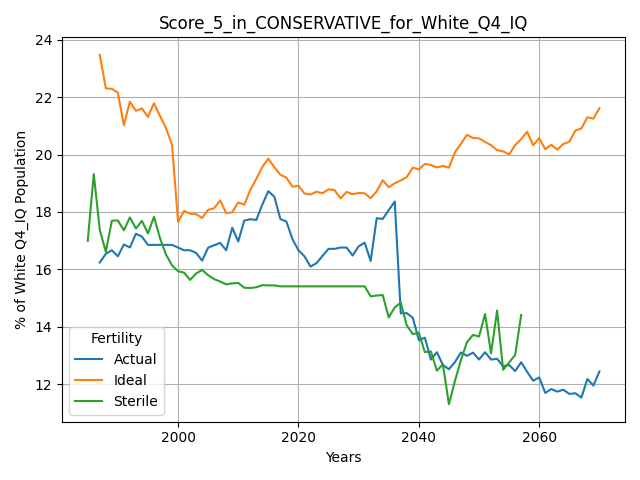 Score_5_in_CONSERVATIVE_for_White_Q4_IQ
% of White Q4_IQ Population
24
22
20
18
16
14
12
Fertility
Actual
Ideal
Sterile
2000 2020 2040 2060
Years